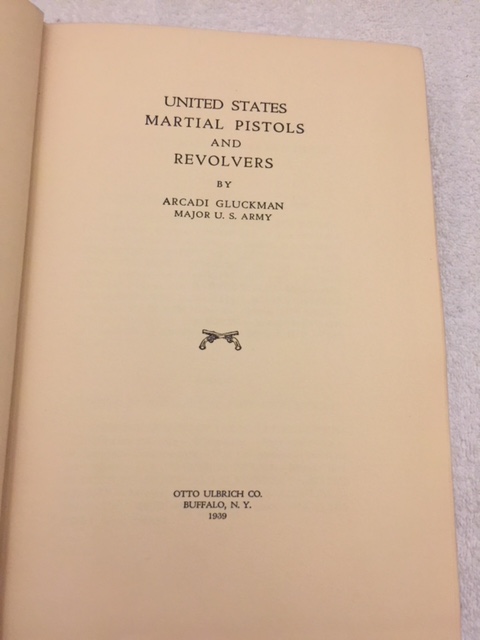 UNITED STATES
MARTIAL PISTOLS
AND
REVOLVERS
BY
ARCADI GLUCKMAN
MAJOR U. S. ARMY
OTTO ULBRICH CO.
BUFFALO, N. Y.
1939